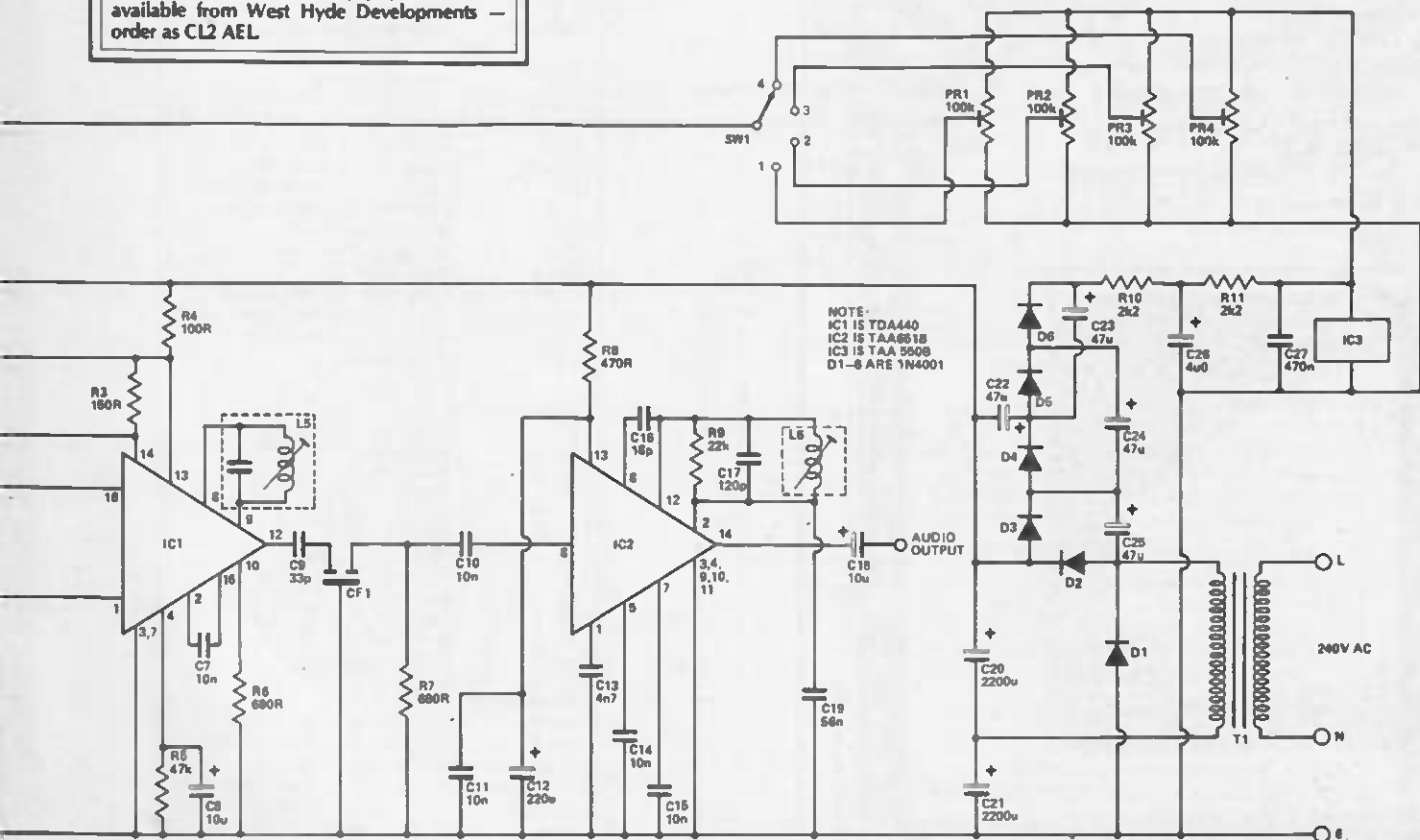 available from West Hyde Developments —
order as CL2 AEL
4
3
2
1
SW1
PR1
100k
PR2
100k
PR3
100k
PR4
100k
R4
100R
R3
150R
14
13
16
1
3,7
4
2
15
10
9
8
12
IC1
L5
C7
10n
R5
47k
C8
10u
R6
680R
C9
33p
CF1
R7
680R
C10
10n
C11
10n
C12
220u
R8
470R
13
6
1
5
7
3,4,
9,10,
11
14
2
12
IC2
C16
R9
22k
C17
120p
L6
C13
4n7
C14
10n
C15
10n
C18
10u
AUDIO
OUTPUT
C19
56n
NOTE:
IC1 IS TDA440
IC2 IS TAA661B
IC3 IS TAA 550B
D1–6 ARE 1N4001
D6
D5
D4
D3
D2
D1
C22
47u
C23
47u
C24
47u
C25
47u
R10
2k2
R11
2k2
C26
4u0
C27
470n
IC3
C20
2200u
C21
2200u
T1
L
240V AC
N